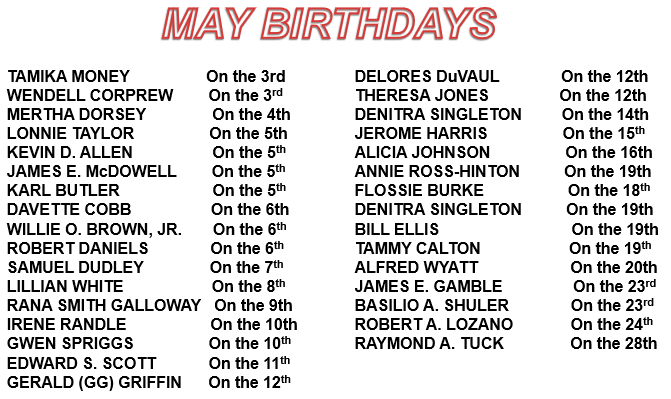 MAY BIRTHDAYS
TAMIKA MONEY On the 3rd
WENDELL CORPREW On the 3rd
MERTHA DORSEY On the 4th
LONNIE TAYLOR On the 5th
KEVIN D. ALLEN On the 5th
JAMES E. McDOWELL On the 5th
KARL BUTLER On the 5th
DAVETTE COBB On the 6th
WILLIE O. BROWN, JR. On the 6th
ROBERT DANIELS On the 6th
SAMUEL DUDLEY On the 7th
LILLIAN WHITE On the 8th
RANA SMITH GALLOWAY On the 9th
IRENE RANDLE On the 10th
GWEN SPRIGGS On the 10th
EDWARD S. SCOTT On the 11th
GERALD (GG) GRIFFIN On the 12th
DELORES DuVAUL On the 12th
THERESA JONES On the 12th
DENITRA SINGLETON On the 14th
JEROME HARRIS On the 15th
ALICIA JOHNSON On the 16th
ANNIE ROSS-HINTON On the 19th
FLOSSIE BURKE On the 18th
DENITRA SINGLETON On the 19th
BILL ELLIS On the 19th
TAMMY CALTON On the 19th
ALFRED WYATT On the 20th
JAMES E. GAMBLE On the 23rd
BASILIO A. SHULER On the 23rd
ROBERT A. LOZANO On the 24th
RAYMOND A. TUCK On the 28th